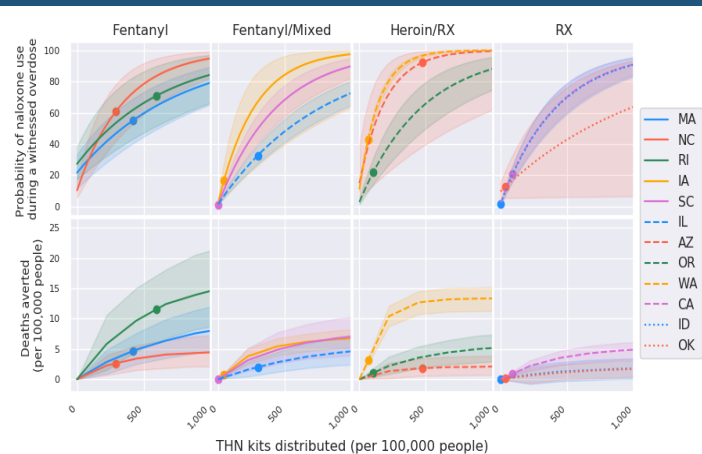 Fentanyl Fentanyl/Mixed Heroin/RX RX
Probability of naloxone use
during a witnessed overdose
100
80
60
40
20
0
Deaths averted
(per 100,000 people)
25
20
15
10
5
0
0 500 1,000 0 500 1,000 0 500 1,000 0 500 1,000
THN kits distributed (per 100,000 people)
MA
NC
RI
IA
SC
IL
AZ
OR
WA
CA
ID
OK